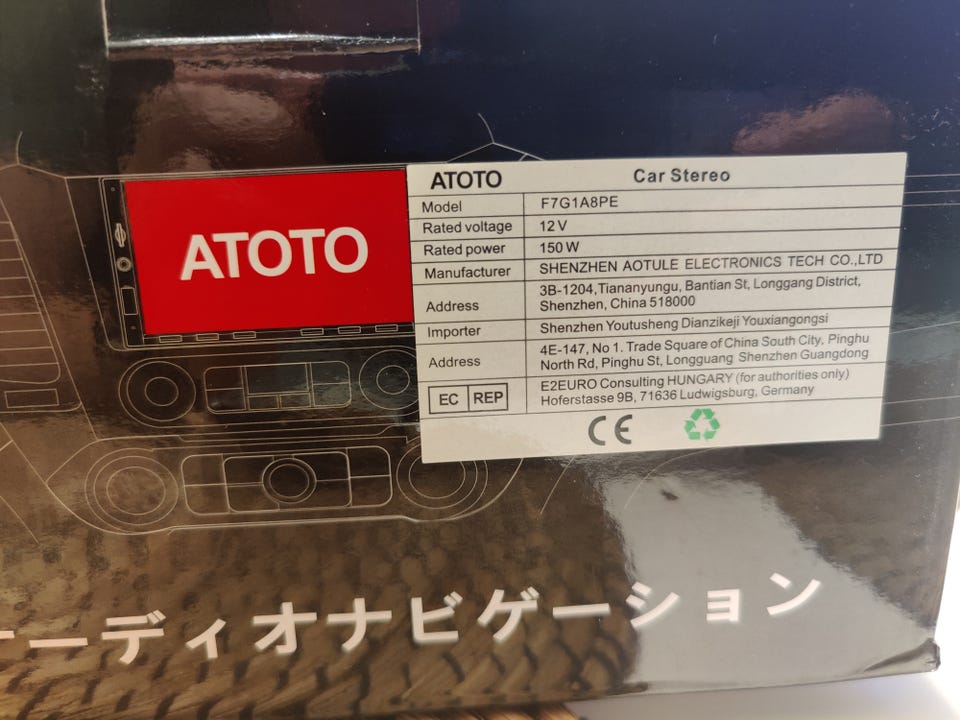 ATOTO
ATOTO Car Stereo
Model F7G1A8PE
Rated voltage 12 V
Rated power 150 W
Manufacturer SHENZHEN AOTULE ELECTRONICS TECH CO.,LTD
Address 3B-1204,Tiananyungu, Bantian St, Longgang District,
Shenzhen, China 518000
Importer Shenzhen Youtusheng Dianzikeji Youxiangongsi
Address 4E-147, No 1. Trade Square of China South City, Pinghu
North Rd, Pinghu St, Longguang Shenzhen Guangdong
EC REP E2EURO Consulting HUNGARY (for authorities only)
Hoferstasse 9B, 71636 Ludwigsburg, Germany
CE
ーディオナビゲーション